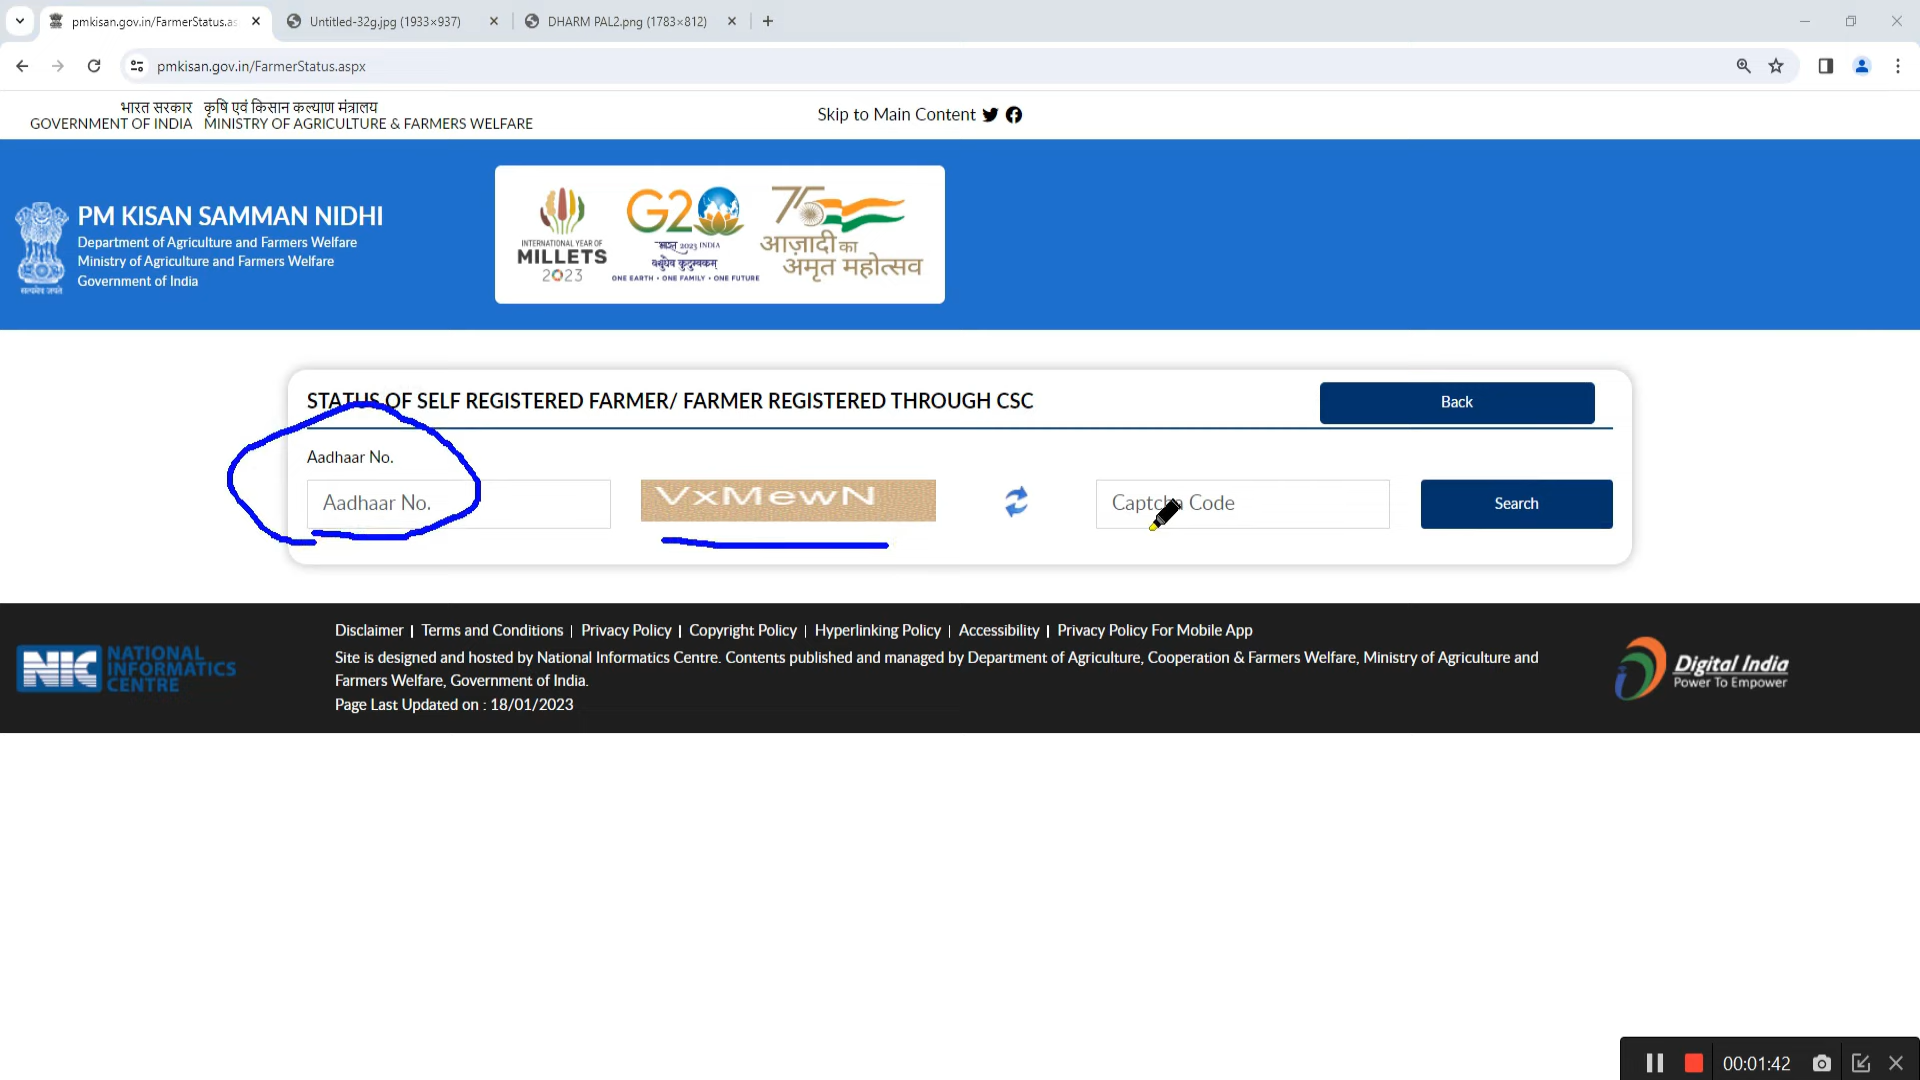 pmkisan.gov.in/FarmerStatus.as
Untitled-32g.jpg (1933×937)
DHARM PAL2.png (1783×812)
pmkisan.gov.in/FarmerStatus.aspx
भारत सरकार कृषि एवं किसान कल्याण मंत्रालय
GOVERNMENT OF INDIA MINISTRY OF AGRICULTURE & FARMERS WELFARE
Skip to Main Content
PM KISAN SAMMAN NIDHI
Department of Agriculture and Farmers Welfare
Ministry of Agriculture and Farmers Welfare
Government of India
सत्यमेव जयते
INTERNATIONAL YEAR OF
MILLETS
2023
G20
भारत 2023 INDIA
वसुधैव कुटुम्बकम्
ONE EARTH • ONE FAMILY • ONE FUTURE
75
आज़ादी का
अमृत महोत्सव
STATUS OF SELF REGISTERED FARMER/ FARMER REGISTERED THROUGH CSC
Back
Aadhaar No.
Aadhaar No.
VxMewN
Captcha Code
Search
Disclaimer | Terms and Conditions | Privacy Policy | Copyright Policy | Hyperlinking Policy | Accessibility | Privacy Policy For Mobile App
Site is designed and hosted by National Informatics Centre. Contents published and managed by Department of Agriculture, Cooperation & Farmers Welfare, Ministry of Agriculture and
Farmers Welfare, Government of India.
Page Last Updated on : 18/01/2023
NIC NATIONAL
INFORMATICS
CENTRE
Digital India
Power To Empower
00:01:42